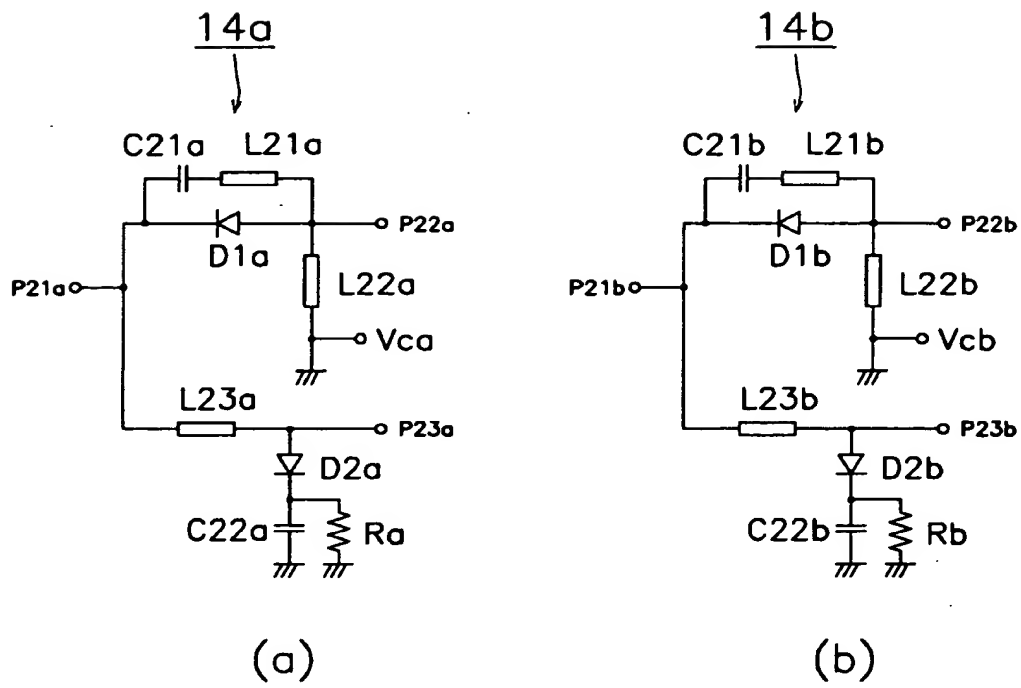 14a
14b
C21a
L21a
C21b
L21b
P22a
P22b
D1a
D1b
P21a
L22a
P21b
L22b
Vca
Vcb
L23a
L23b
P23a
P23b
D2a
D2b
C22a
Ra
C22b
Rb
(a)
(b)